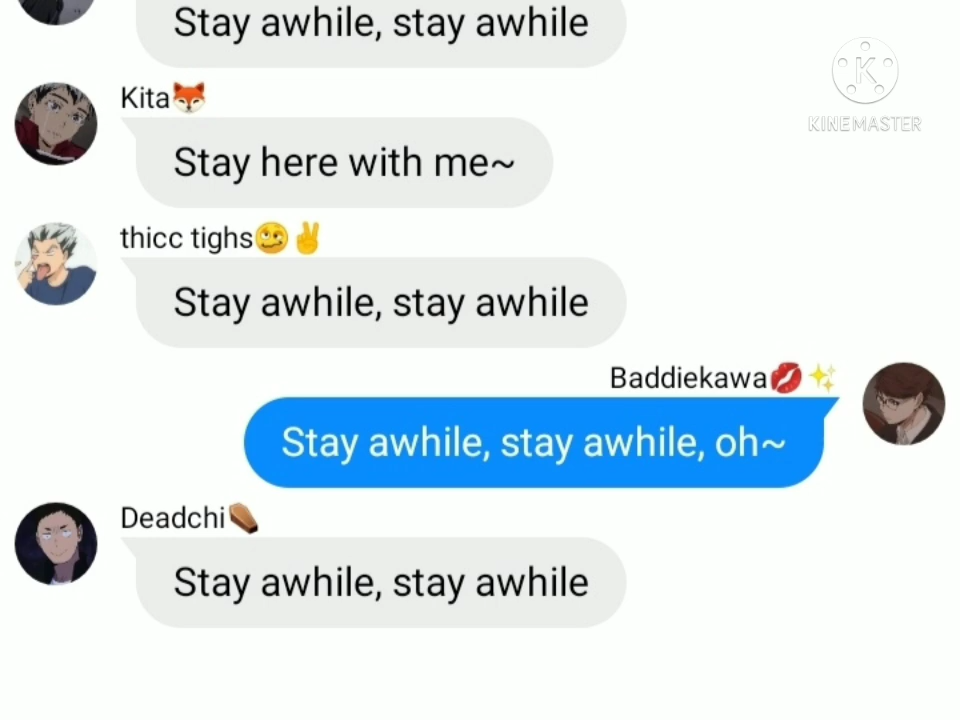 Stay awhile, stay awhile
Kita🦊
KINEMASTER
Stay here with me~
thicc tighs🥴✌
Stay awhile, stay awhile
Baddiekawa💋✨
Stay awhile, stay awhile, oh~
Deadchi⚰
Stay awhile, stay awhile